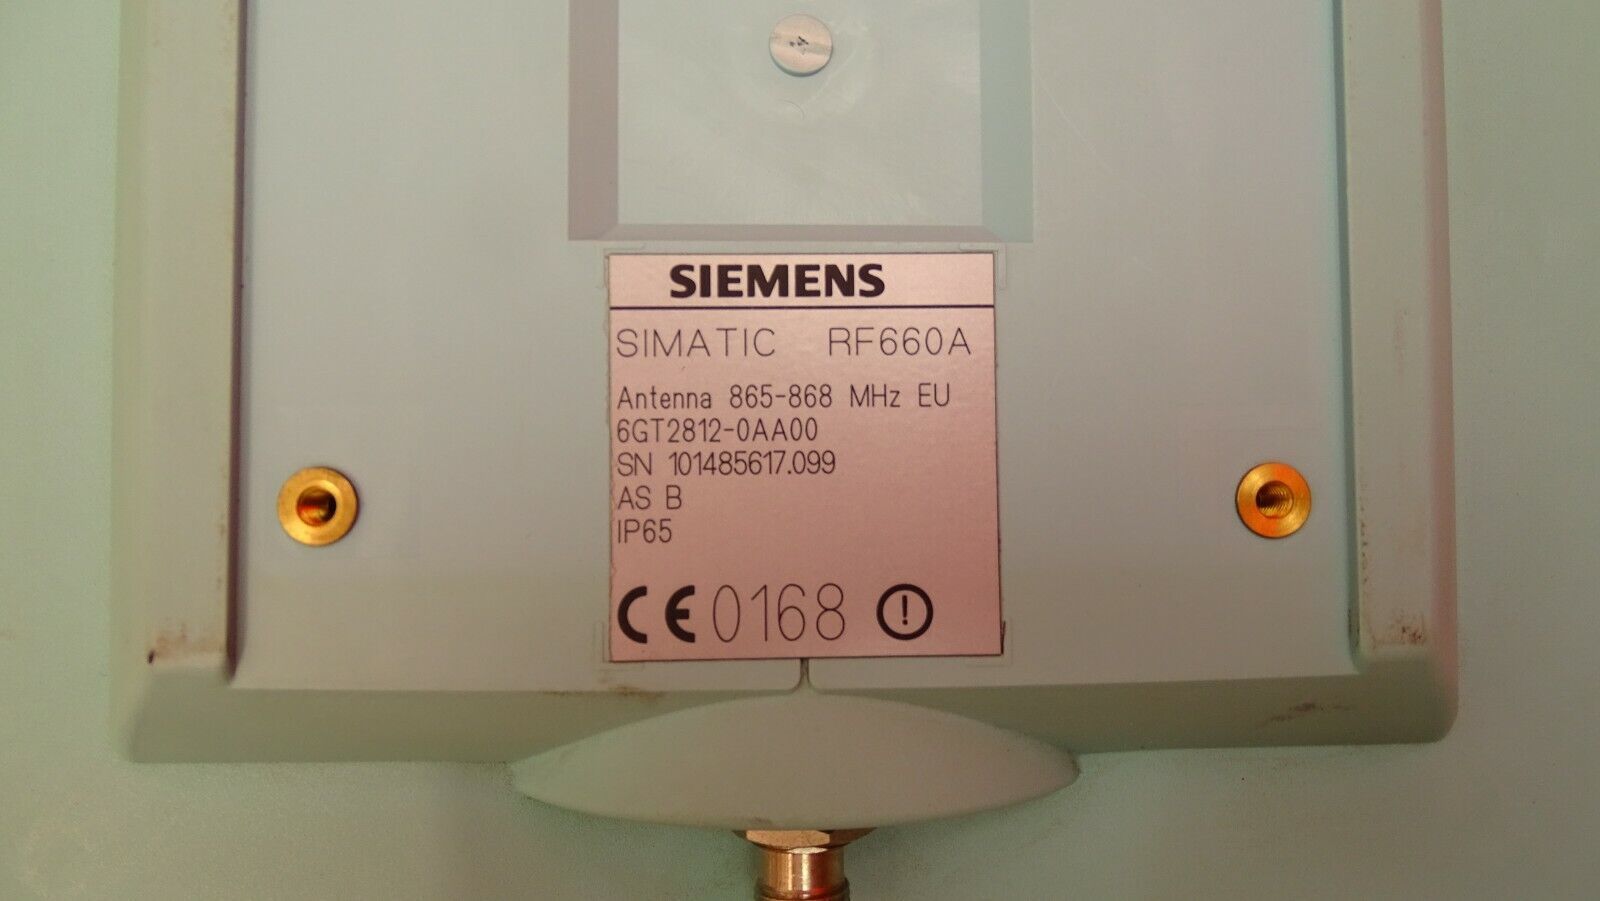 SIEMENS
SIMATIC RF660A
Antenna 865-868 MHz EU
6GT2812-0AA00
SN 101485617.099
AS B
IP65
CE 0168 !